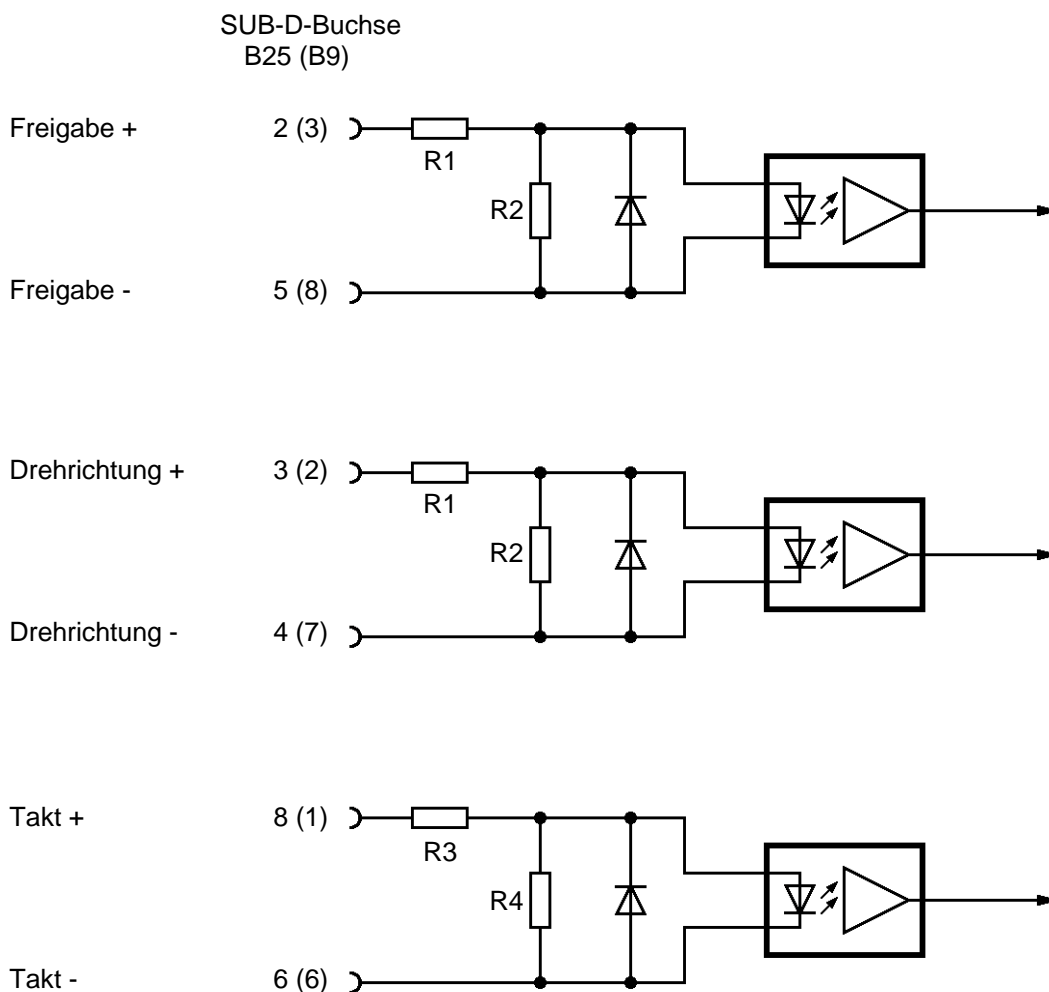 SUB-D-Buchse
B25 (B9)
Freigabe + 2 (3)
R1
R2
Freigabe - 5 (8)
Drehrichtung + 3 (2)
R1
R2
Drehrichtung - 4 (7)
Takt + 8 (1)
R3
R4
Takt - 6 (6)